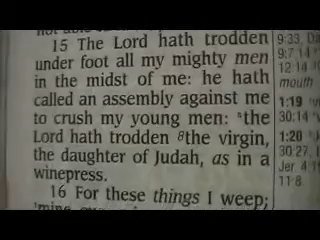 15 The Lord hath trodden
under foot all my mighty men
in the midst of me: he hath
called an assembly against me
to crush my young men: the
Lord hath trodden the virgin,
the daughter of Judah, as in a
winepress.
16 For these things I weep;
9:33, Da
9:7,14
12:14
mouth
1:19
30:14
1:20
30:27, I
Jer. 4:1
11:8